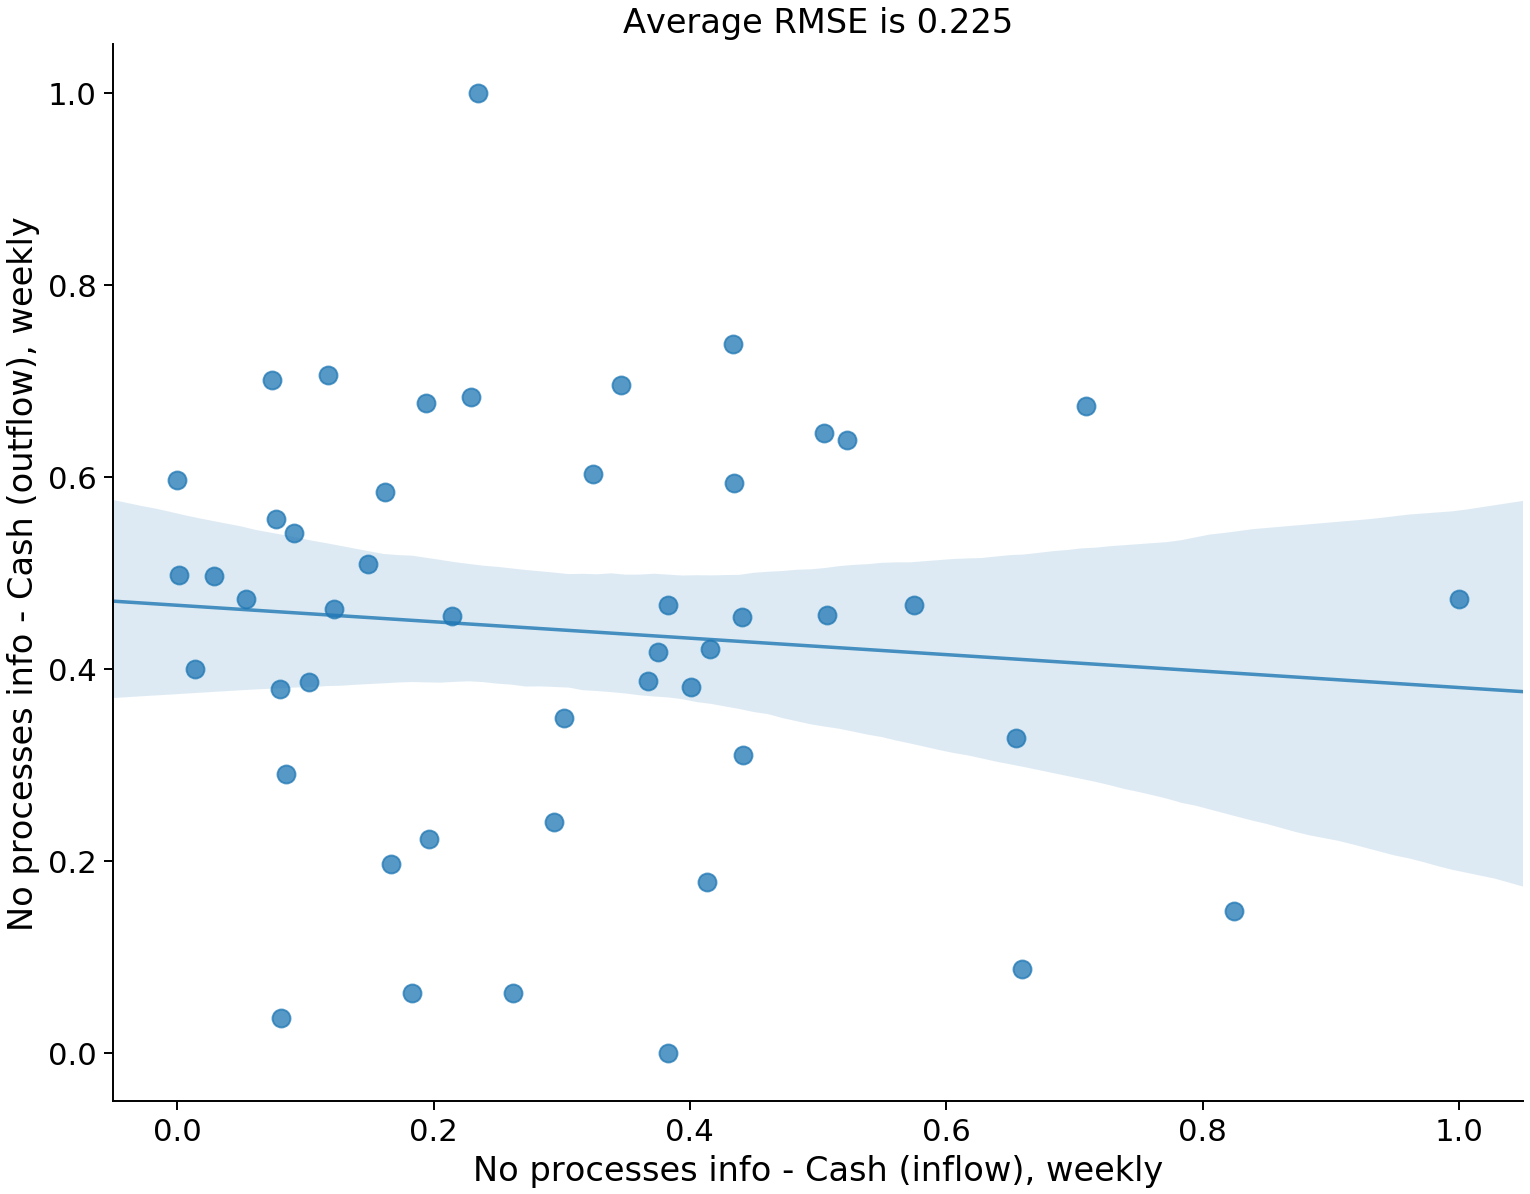 Average RMSE is 0.225
No processes info - Cash (outflow), weekly
1.0
0.8
0.6
0.4
0.2
0.0
0.0 0.2 0.4 0.6 0.8 1.0
No processes info - Cash (inflow), weekly